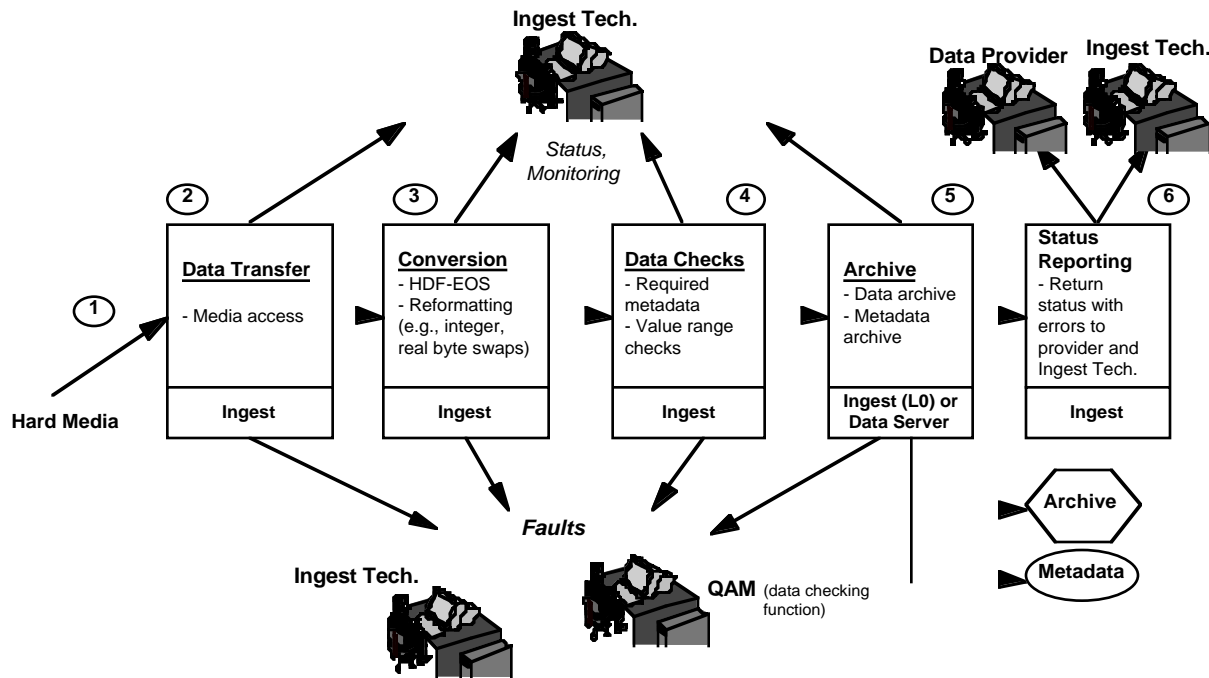 Ingest Tech.
Data Provider
Ingest Tech.
Status,
Monitoring
1
Hard Media
2
Data Transfer
- Media access
Ingest
3
Conversion
- HDF-EOS
- Reformatting
(e.g., integer,
real byte swaps)
Ingest
4
Data Checks
- Required
metadata
- Value range
checks
Ingest
5
Archive
- Data archive
- Metadata
archive
Ingest (L0) or
Data Server
6
Status
Reporting
- Return
status with
errors to
provider and
Ingest Tech.
Ingest
Faults
Ingest Tech.
QAM (data checking
function)
Archive
Metadata